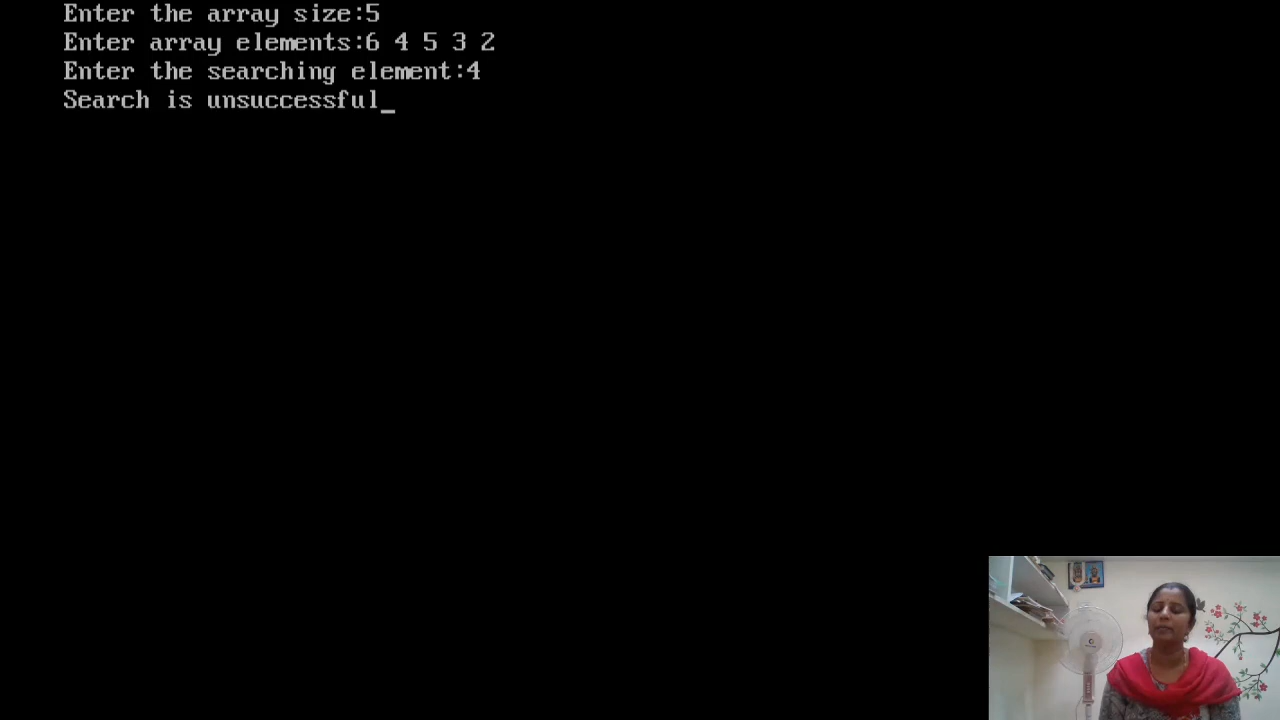 Enter the array size:5
Enter array elements:6 4 5 3 2
Enter the searching element:4
Search is unsuccessful_